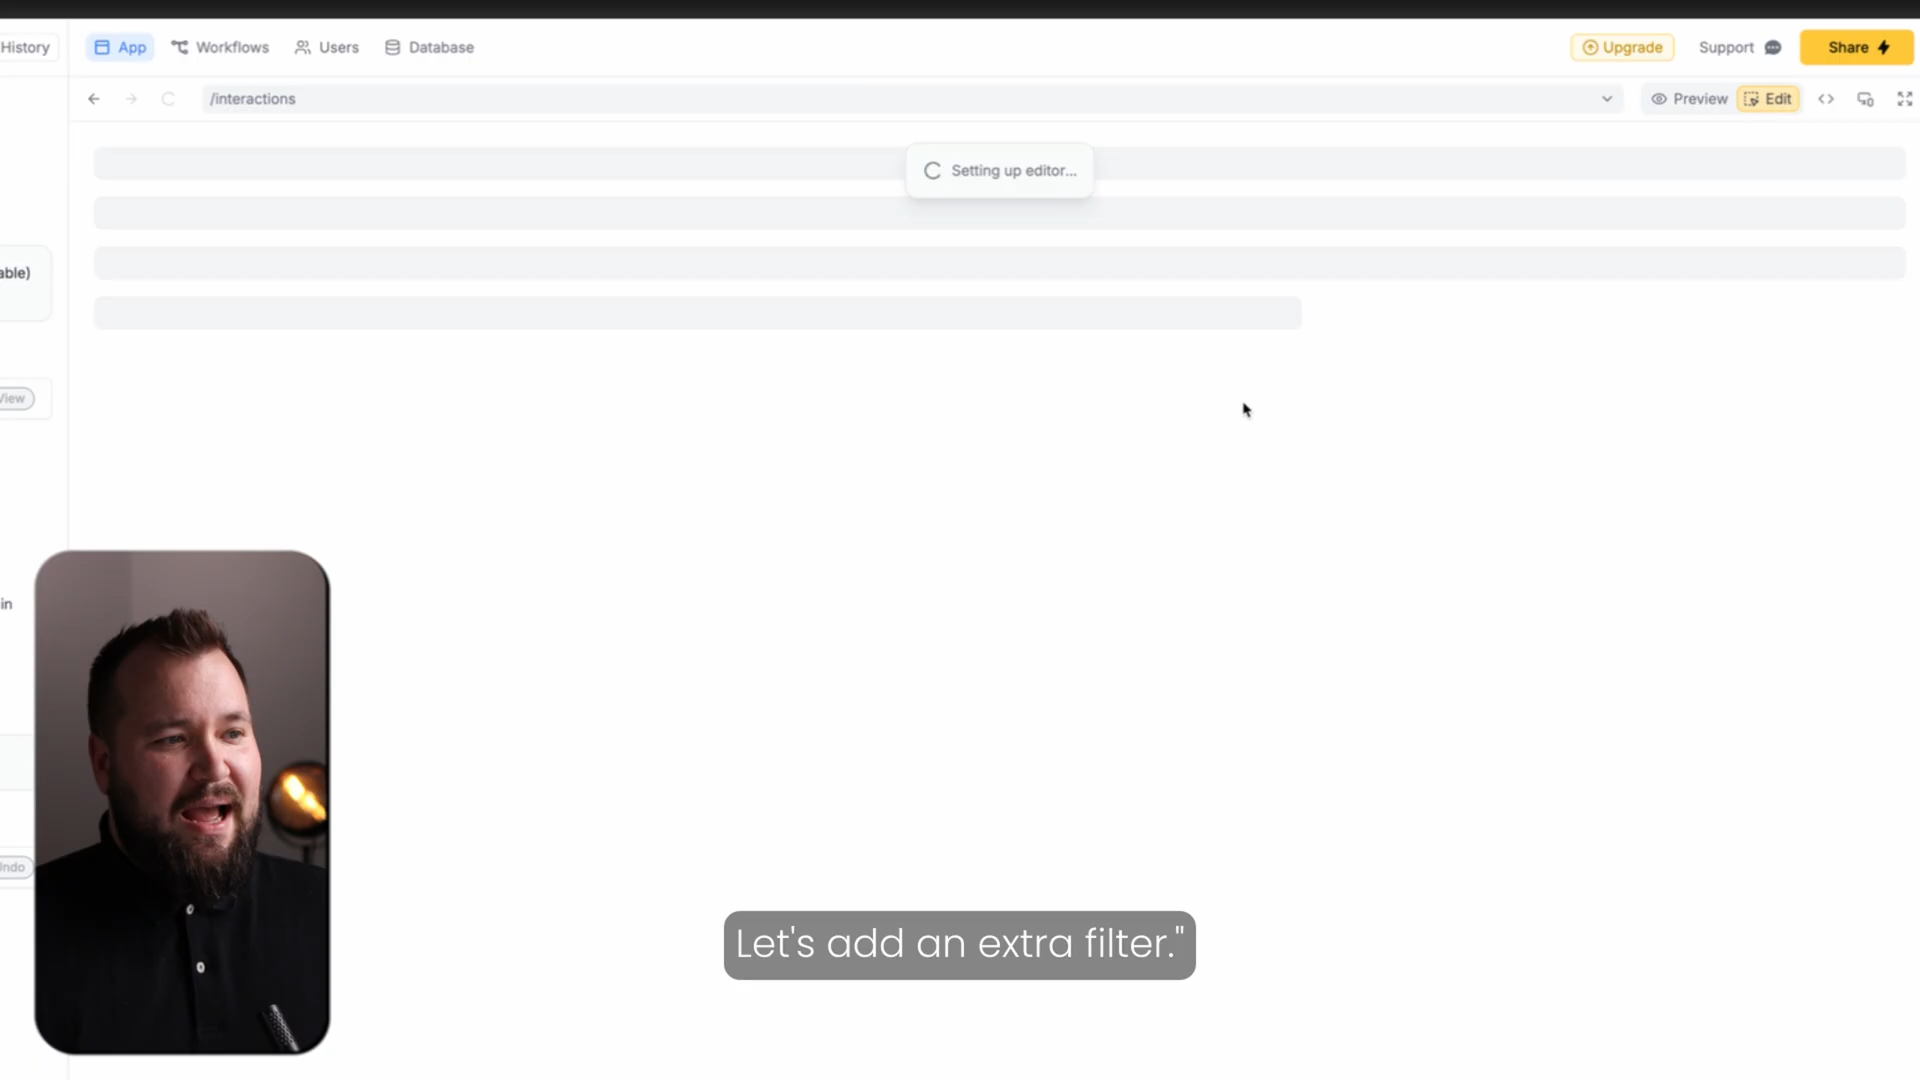 History
App
Workflows
Users
Database
Upgrade
Support
Share
/interactions
Preview
Edit
Setting up editor...
able)
View
in
Undo
Let's add an extra filter."